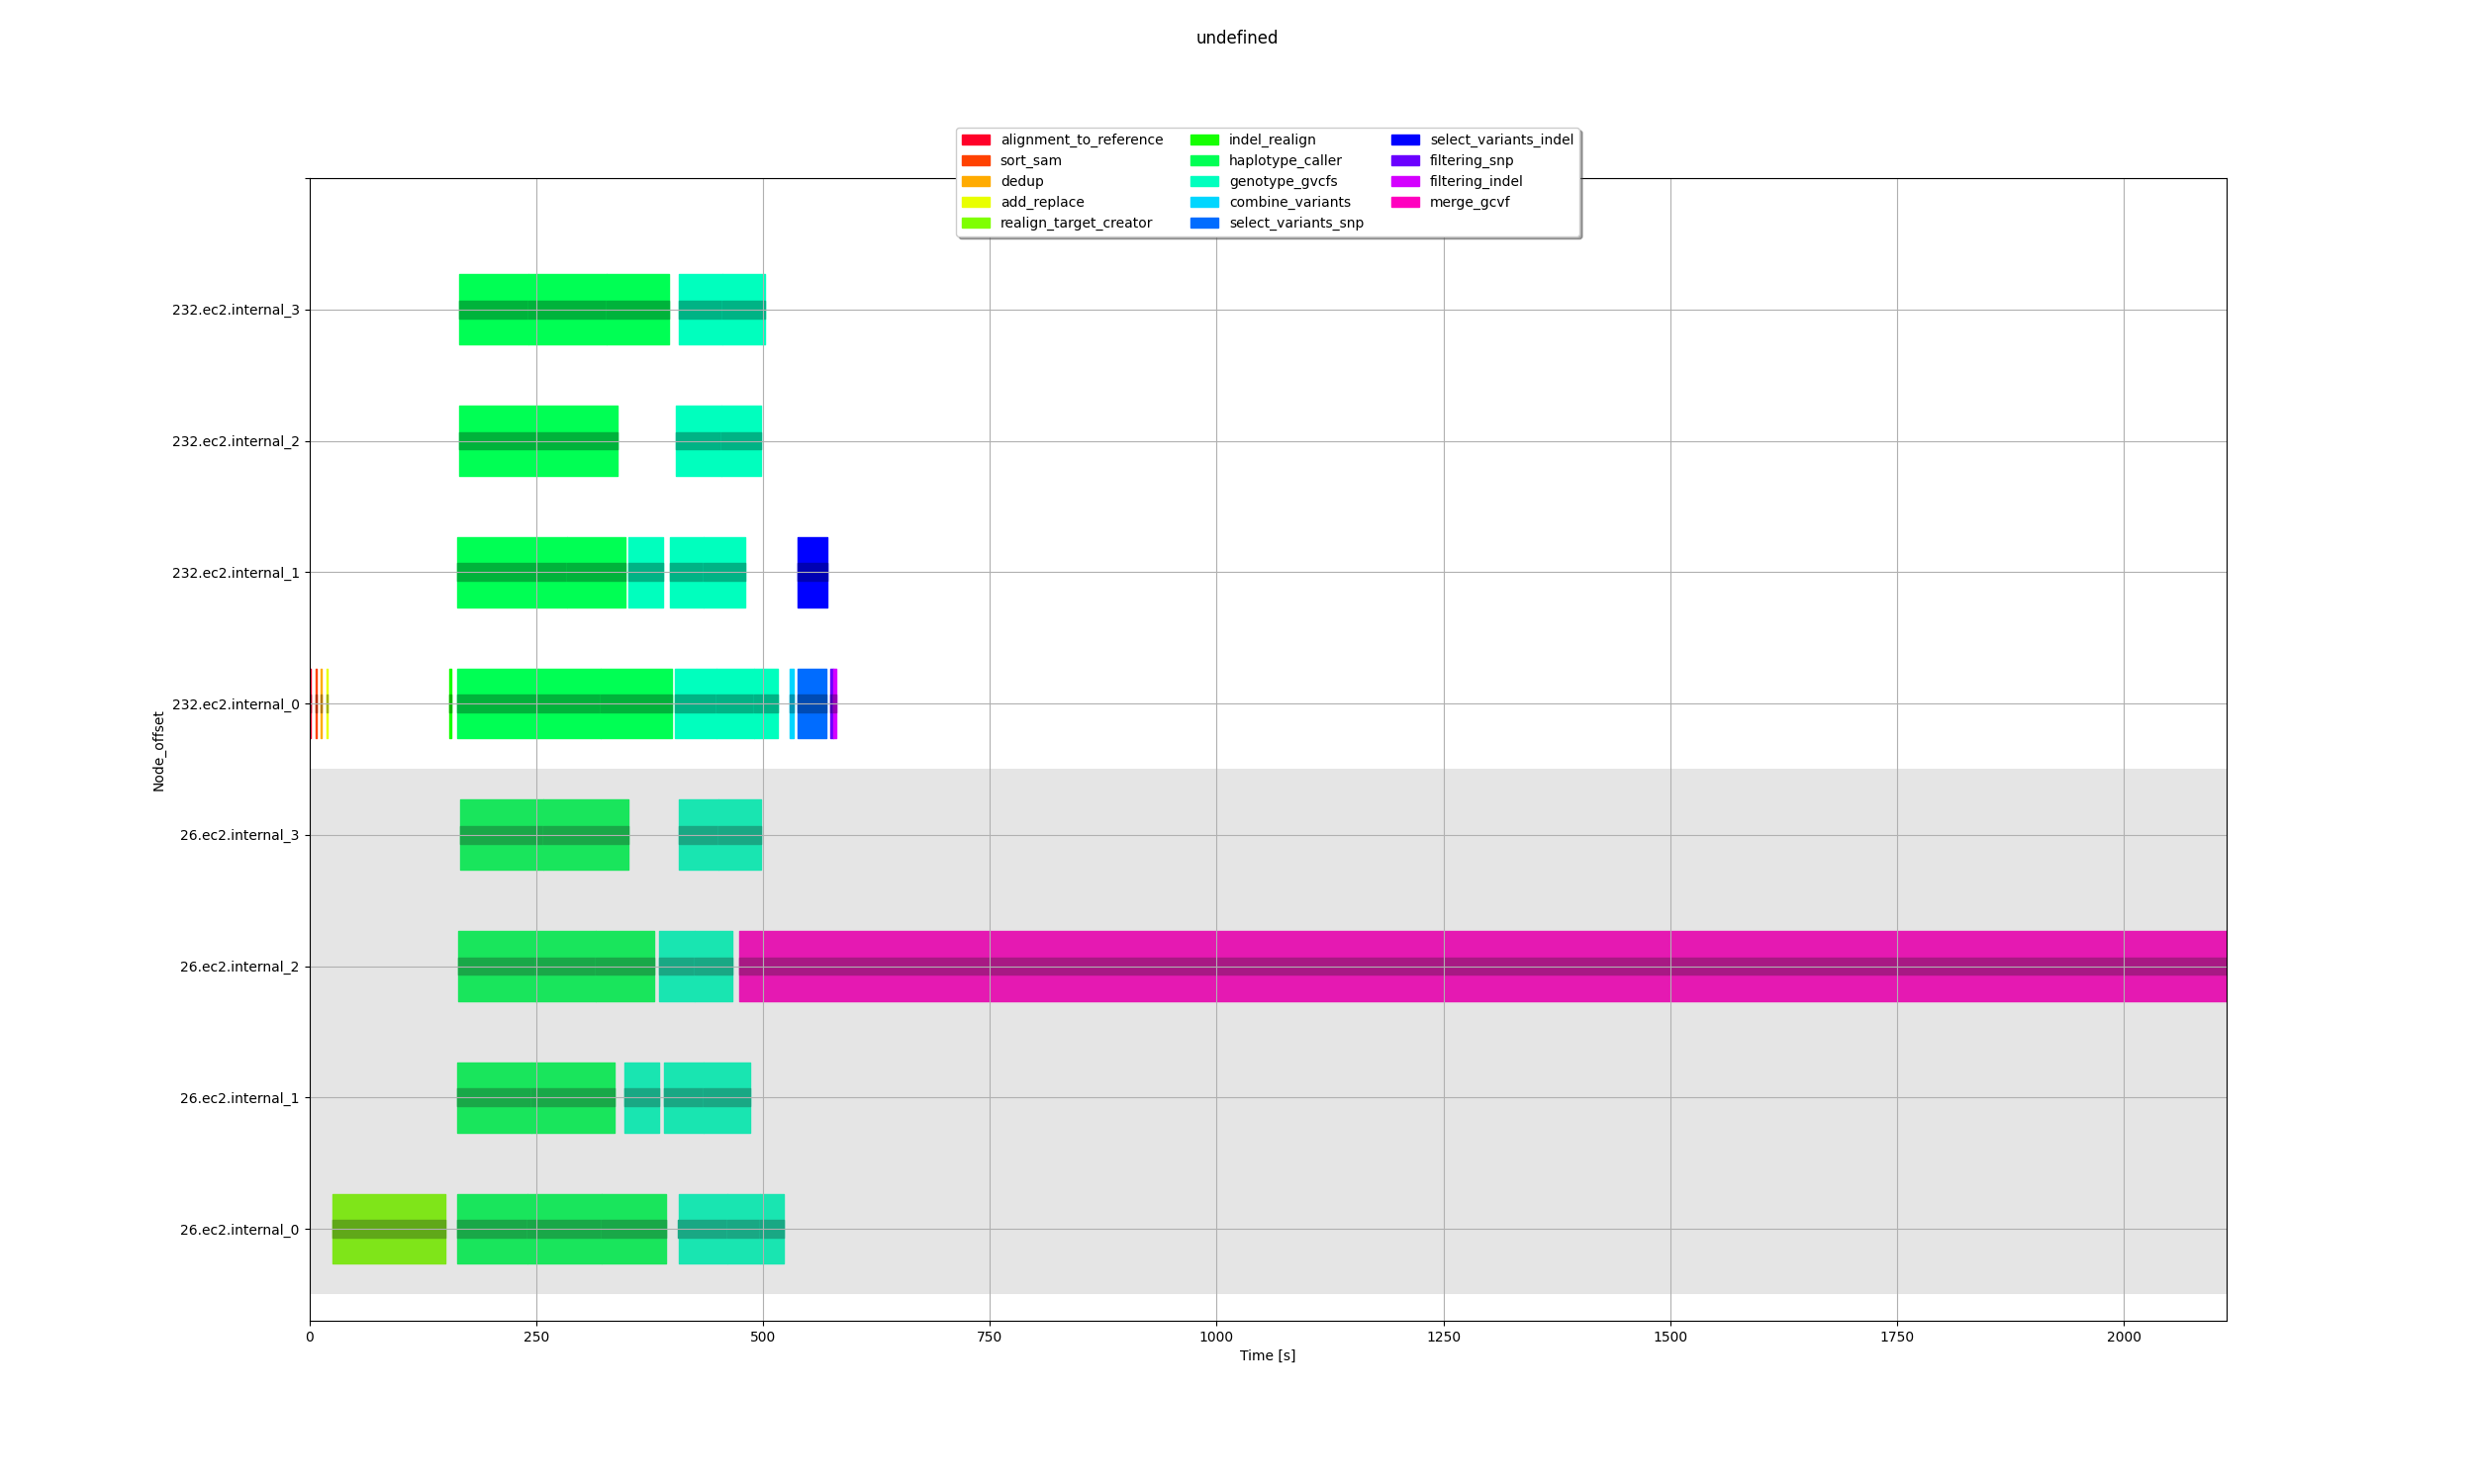 undefined
alignment_to_reference
sort_sam
dedup
add_replace
realign_target_creator
indel_realign
haplotype_caller
genotype_gvcfs
combine_variants
select_variants_snp
select_variants_indel
filtering_snp
filtering_indel
merge_gcvf
Node_offset
232.ec2.internal_3
232.ec2.internal_2
232.ec2.internal_1
232.ec2.internal_0
26.ec2.internal_3
26.ec2.internal_2
26.ec2.internal_1
26.ec2.internal_0
0 250 500 750 1000 1250 1500 1750 2000
Time [s]